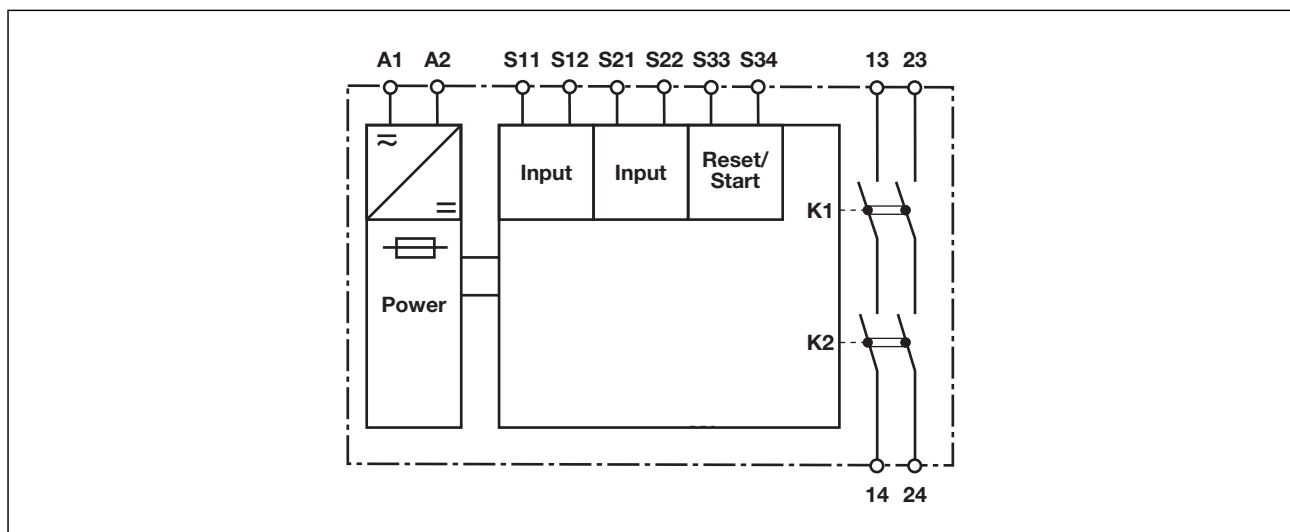 A1 A2 S11 S12 S21 S22 S33 S34 13 23
Input Input Reset/
Start
K1
Power
K2
14 24